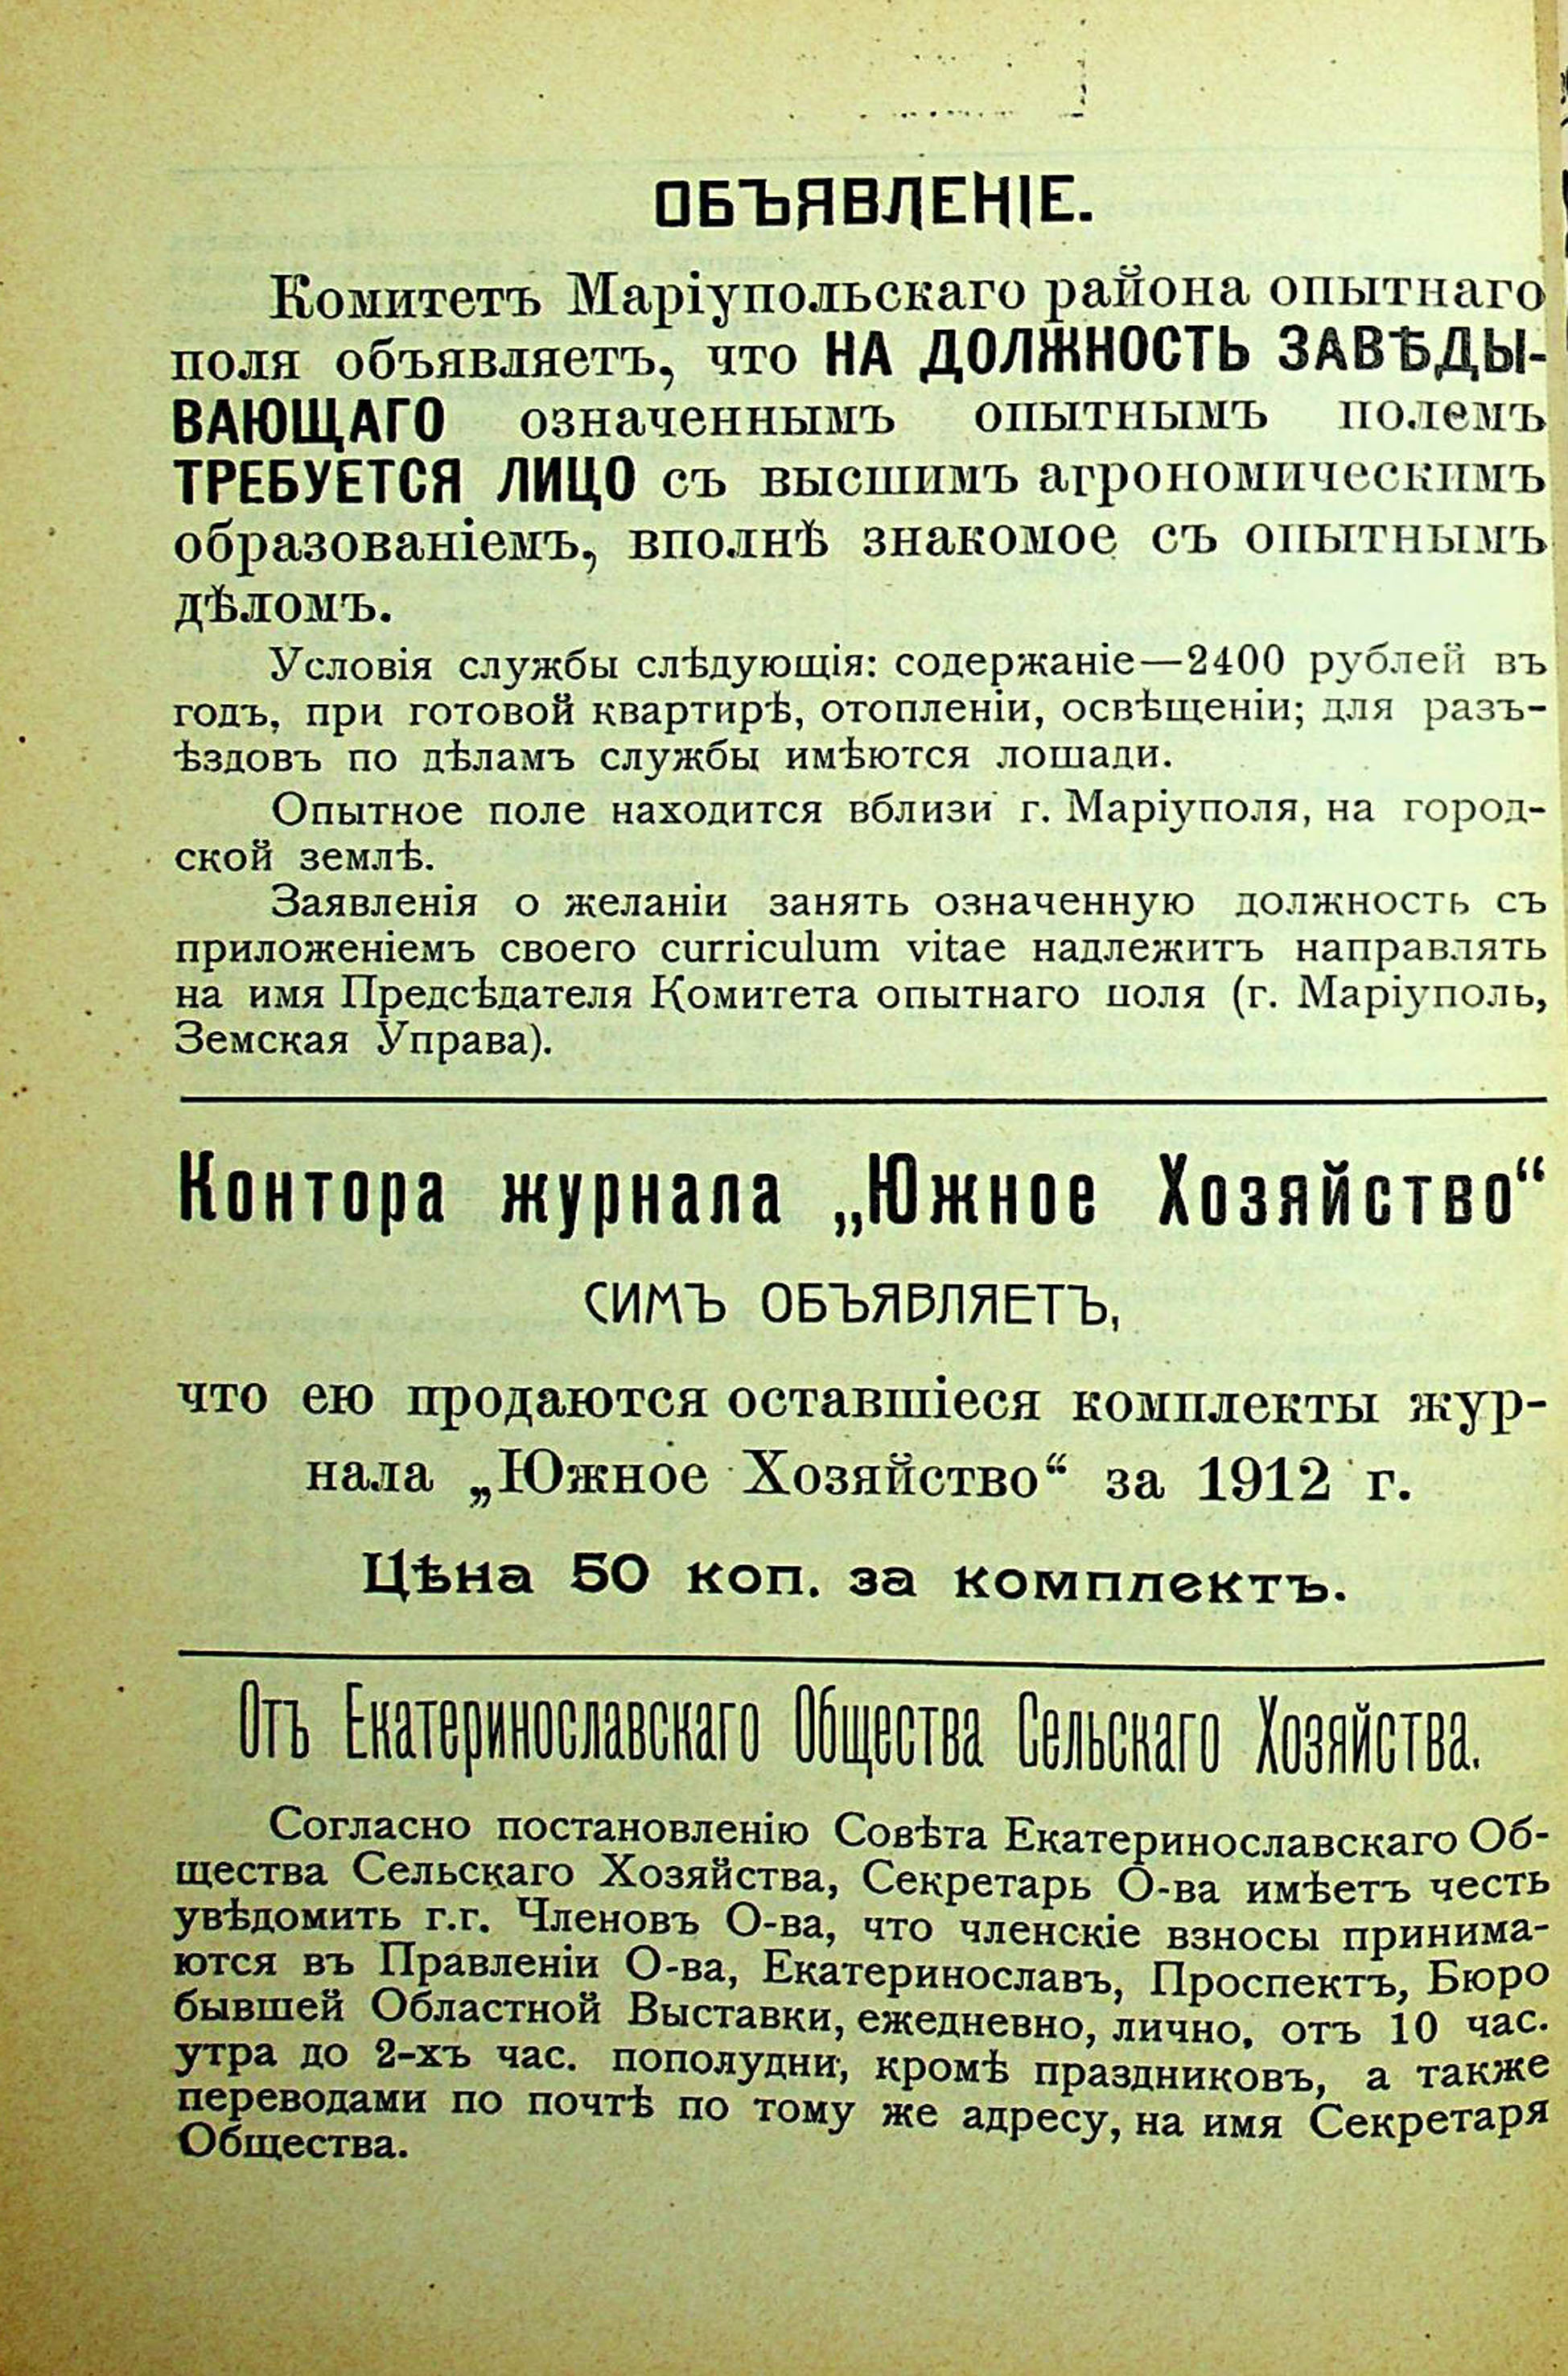 ОБЪЯВЛЕНІЕ.
Комитетъ Маріупольскаго района опытнаго
поля объявляетъ, что НА ДОЛЖНОСТЬ ЗАВѢДЫ-
ВАЮЩАГО означеннымъ опытнымъ полемъ
ТРЕБУЕТСЯ ЛИЦО съ высшимъ агрономическимъ
образованіемъ, вполнѣ знакомое съ опытнымъ
дѣломъ.
Условія службы слѣдующія: содержаніе—2400 рублей въ
годъ, при готовой квартирѣ, отопленіи, освѣщеніи; для разъ-
ѣздовъ по дѣламъ службы имѣются лошади.
Опытное поле находится вблизи г. Маріуполя, на город-
ской землѣ.
Заявленія о желаніи занять означенную должность съ
приложеніемъ своего curriculum vitae надлежитъ направлять
на имя Предсѣдателя Комитета опытнаго поля (г. Маріуполь,
Земская Управа).
Контора журнала „Южное Хозяйство“
СИМЪ ОБЪЯВЛЯЕТЪ,
что ею продаются оставшіеся комплекты жур-
нала „Южное Хозяйство“ за 1912 г.
Цѣна 50 коп. за комплектъ.
Отъ Екатеринославскаго Общества Сельскаго Хозяйства.
Согласно постановленію Совѣта Екатеринославскаго Об-
щества Сельскаго Хозяйства, Секретарь О-ва имѣетъ честь
увѣдомить г.г. Членовъ О-ва, что членскіе взносы принима-
ются въ Правленіи О-ва, Екатеринославъ, Проспектъ, Бюро
бывшей Областной Выставки, ежедневно, лично, отъ 10 час.
утра до 2-хъ час. пополудни, кромѣ праздниковъ, а также
переводами по почтѣ по тому же адресу, на имя Секретаря
Общества.